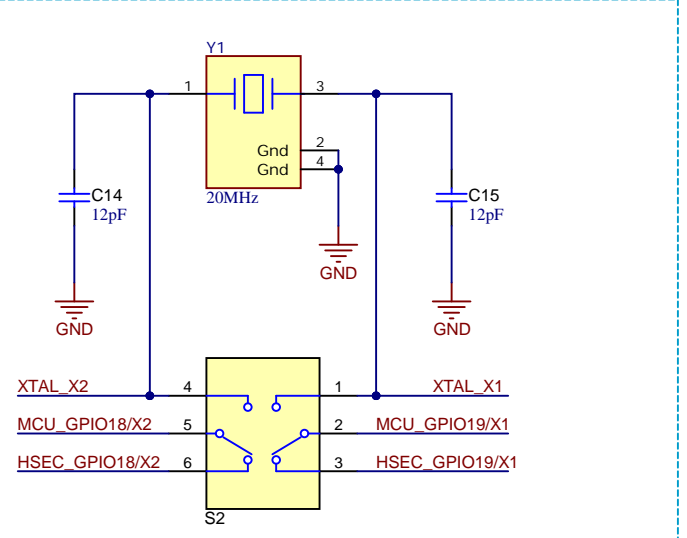 Y1
1
3
Gnd
2
Gnd
4
20MHz
C14
12pF
C15
12pF
GND
GND
GND
XTAL_X2
4
1
XTAL_X1
MCU_GPIO18/X2
5
2
MCU_GPIO19/X1
HSEC_GPIO18/X2
6
3
HSEC_GPIO19/X1
S2